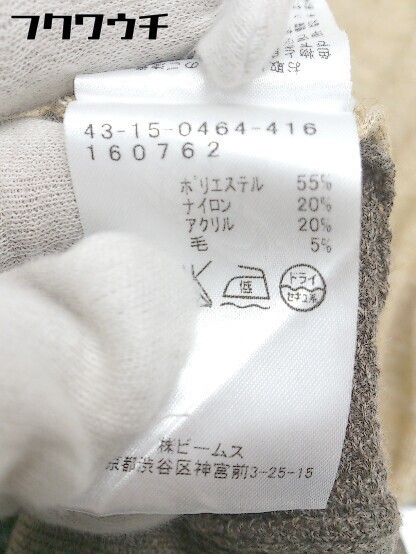 フクワウチ
43-15-0464-416
160762
ポリエステル 55%
ナイロン 20%
アクリル 20%
毛 5%
低
ドライ
セキユ系
株ビームス
京都渋谷区神宮前3-25-15